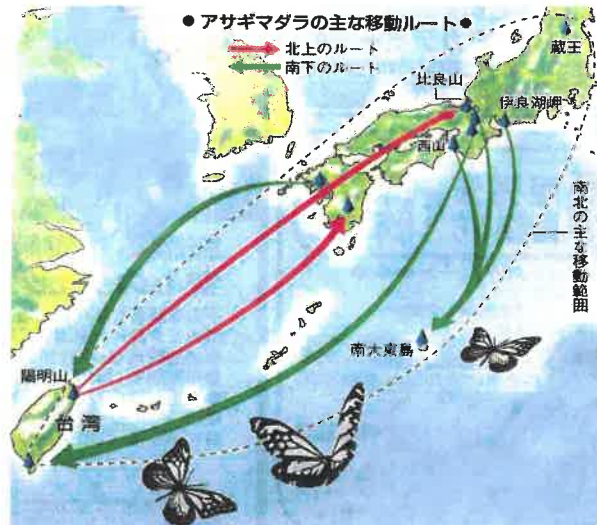 ● アサギマダラの主な移動ルート ●
北上のルート
南下のルート
蔵王
比良山
伊良湖岬
西山
南北の主な移動範囲
南大東島
陽明山
台湾